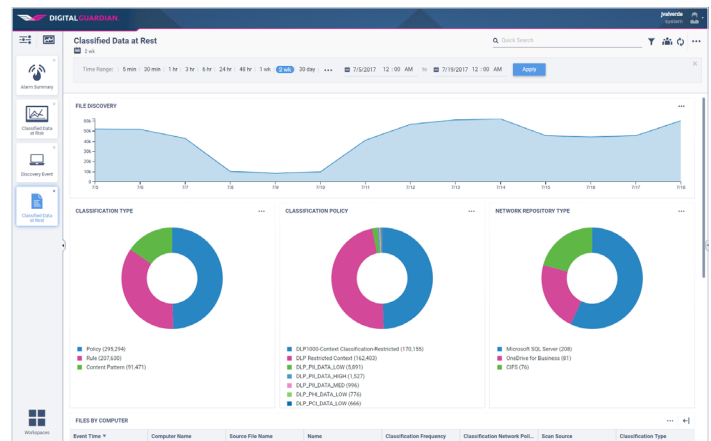 DIGITAL GUARDIAN
jvalverde
system
Classified Data at Rest
2 wk
Quick Search
Time Range: 5 min 30 min 1 hr 3 hr 6 hr 24 hr 48 hr 1 wk 2 wk 30 day ... 7/5/2017 12 : 00 AM to 7/19/2017 12 : 00 AM Apply
Alarm Summary
Classified Data
at Risk
Discovery Event
Classified Data
at Rest
Workspaces
FILE DISCOVERY
60k
50k
40k
30k
20k
10k
0
7/5 7/6 7/7 7/8 7/9 7/10 7/11 7/12 7/13 7/14 7/15 7/16 7/17 7/18
CLASSIFICATION TYPE
Policy (295,294)
Rule (207,600)
Content Pattern (91,471)
CLASSIFICATION POLICY
DLP1000-Context Classification-Restricted (170,155)
DLP Restricted Context (162,403)
DLP_PII_DATA_LOW (5,891)
DLP_PII_DATA_HIGH (1,527)
DLP_PII_DATA_MED (996)
DLP_PHI_DATA_LOW (776)
DLP_PCI_DATA_LOW (666)
NETWORK REPOSITORY TYPE
Microsoft SQL Server (208)
OneDrive for Business (81)
CIFS (76)
FILES BY COMPUTER
Event Time Computer Name Source File Name Name Classification Frequency Classification Network Poli... Scan Source Classification Type